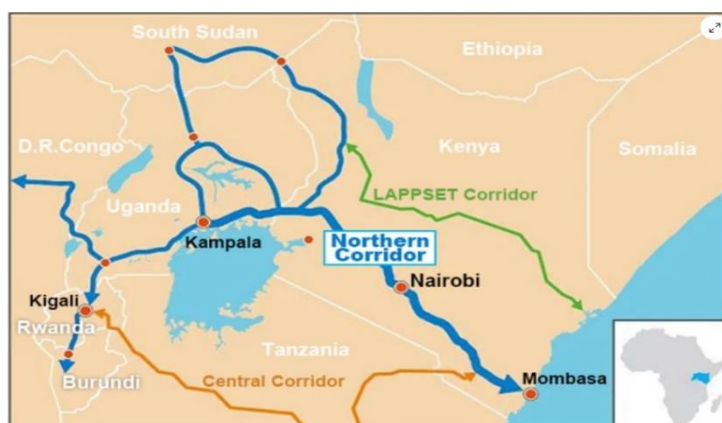 South Sudan
Ethiopia
D.R.Congo
Kenya
Somalia
LAPPSET Corridor
Uganda
Kampala
Northern
Corridor
Nairobi
Kigali
Rwanda
Tanzania
Central Corridor
Burundi
Mombasa